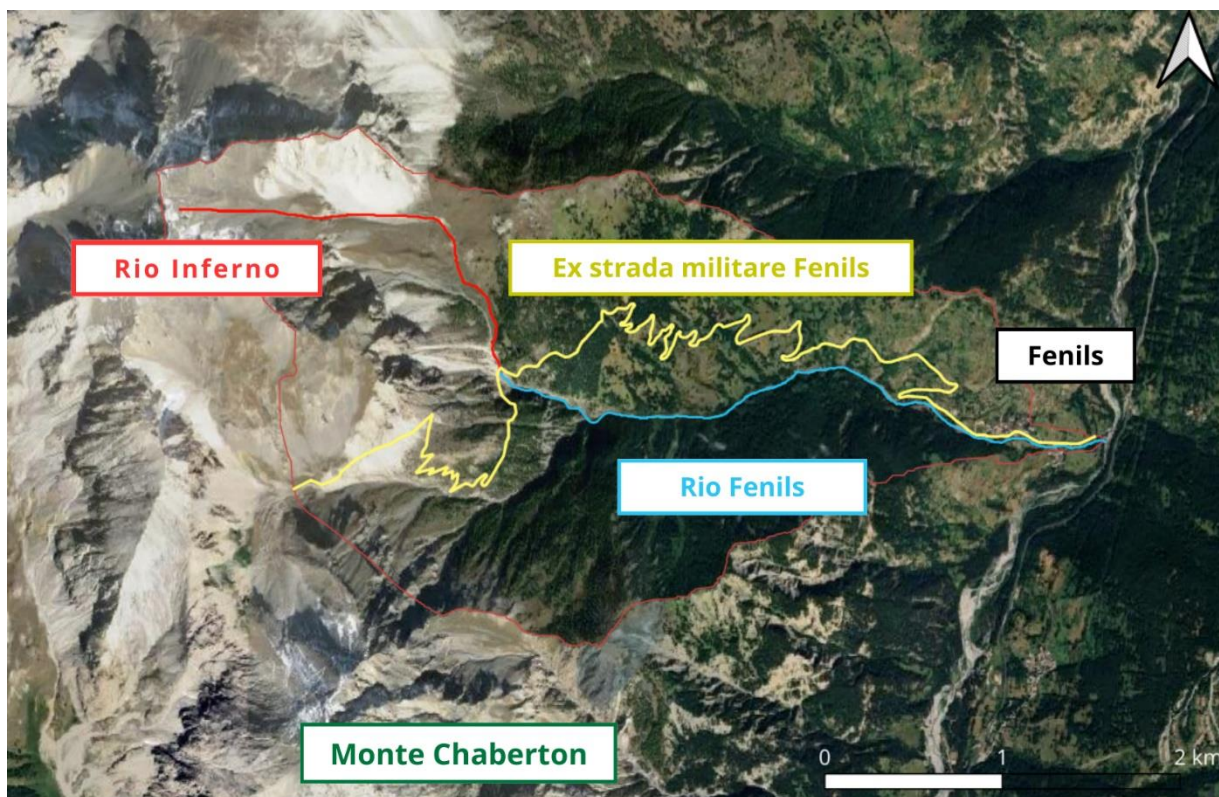 Rio Inferno
Ex strada militare Fenils
Fenils
Rio Fenils
Monte Chaberton
0 1 2 km